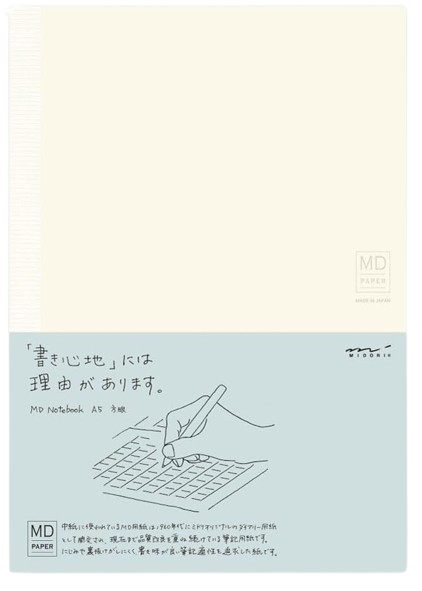 MD
PAPER
MADE IN JAPAN
「書き心地」には
理由があります。
MIDORI
MD Notebook A5 方眼
MD
PAPER
中紙に使われているMD用紙は1960年代にミドリオリジナルのダイアリー用紙
として開発され、現在まで品質改良を重ね続けている筆記用紙です。
にじみや裏抜けがしにくく、書き味が良い筆記適性を追求した紙です。